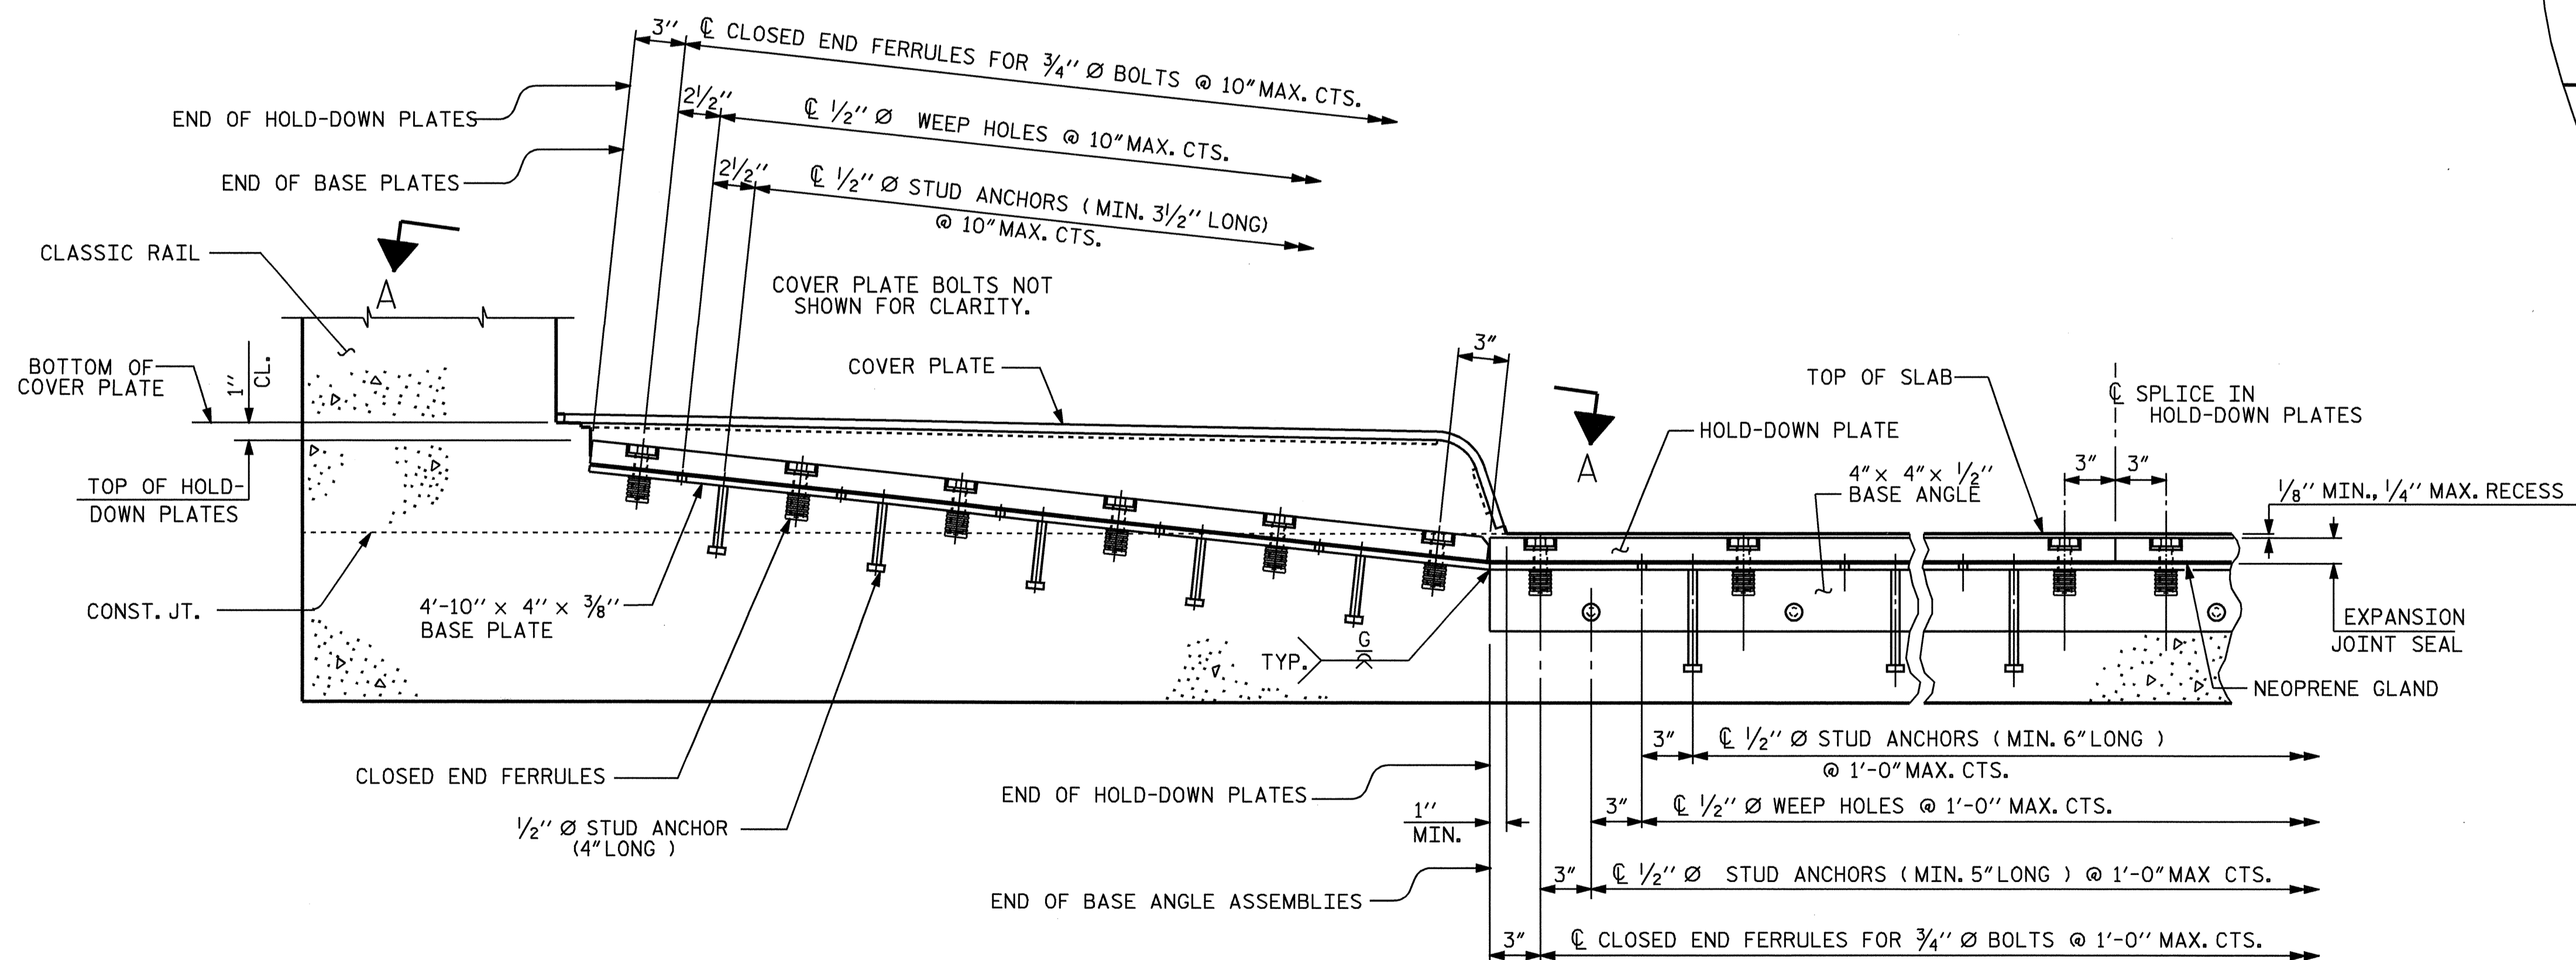 3"
℄ CLOSED END FERRULES FOR 3/4" Ø BOLTS @ 10" MAX. CTS.
END OF HOLD-DOWN PLATES
2 1/2"
℄ 1/2" Ø WEEP HOLES @ 10" MAX. CTS.
END OF BASE PLATES
2 1/2"
℄ 1/2" Ø STUD ANCHORS (MIN. 3 1/2" LONG)
@ 10" MAX. CTS.
CLASSIC RAIL
A
COVER PLATE BOLTS NOT
SHOWN FOR CLARITY.
BOTTOM OF
COVER PLATE
1"
CL.
COVER PLATE
3"
TOP OF SLAB
℄ SPLICE IN
HOLD-DOWN PLATES
HOLD-DOWN PLATE
A
4" x 4" x 1/2"
BASE ANGLE
3"
3"
1/8" MIN., 1/4" MAX. RECESS
TOP OF HOLD-
DOWN PLATES
CONST. JT.
4'-10" x 4" x 3/8"
BASE PLATE
TYP.
G
EXPANSION
JOINT SEAL
NEOPRENE GLAND
CLOSED END FERRULES
1/2" Ø STUD ANCHOR
(4" LONG )
3"
℄ 1/2" Ø STUD ANCHORS ( MIN. 6" LONG )
@ 1'-0" MAX. CTS.
END OF HOLD-DOWN PLATES
1"
MIN.
3"
℄ 1/2" Ø WEEP HOLES @ 1'-0" MAX. CTS.
END OF BASE ANGLE ASSEMBLIES
3"
℄ 1/2" Ø STUD ANCHORS ( MIN. 5" LONG ) @ 1'-0" MAX CTS.
3"
℄ CLOSED END FERRULES FOR 3/4" Ø BOLTS @ 1'-0" MAX. CTS.